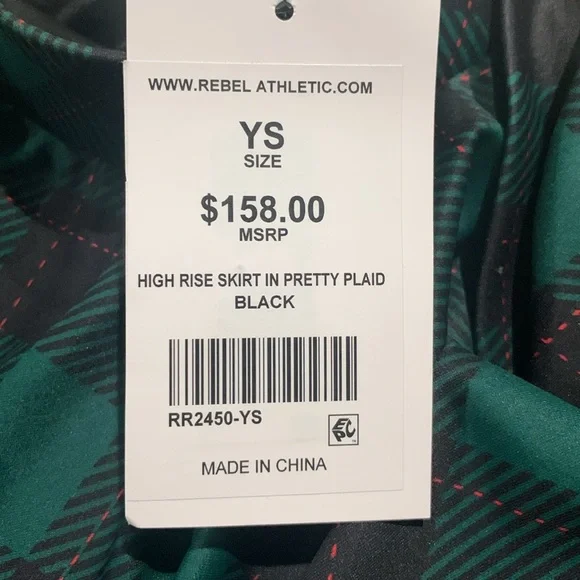 WWW.REBEL ATHLETIC.COM
YS
SIZE
$158.00
MSRP
HIGH RISE SKIRT IN PRETTY PLAID
BLACK
RR2450-YS
EPC
MADE IN CHINA